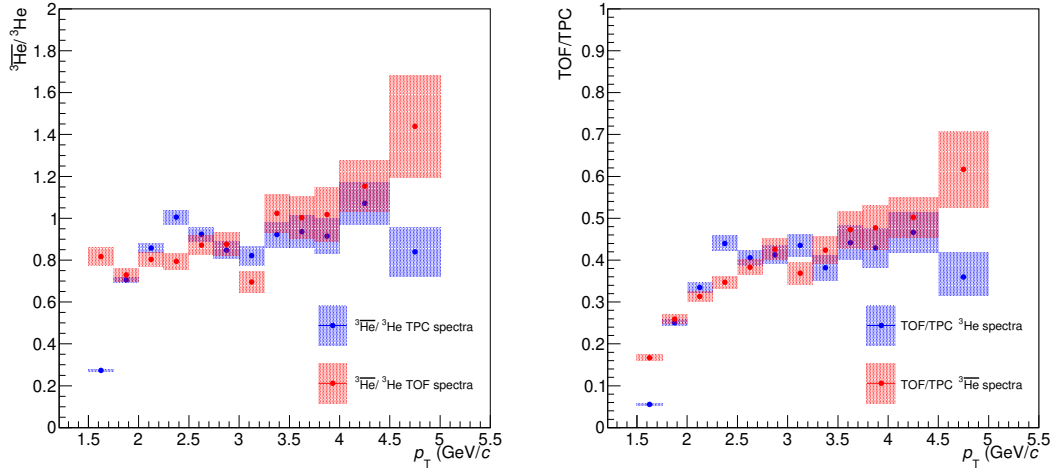 ³H̅e̅/ ³He
2
1.8
1.6
1.4
1.2
1
0.8
0.6
0.4
0.2
0
³H̅e̅/ ³He TPC spectra
³H̅e̅/ ³He TOF spectra
1.5 2 2.5 3 3.5 4 4.5 5 5.5
p_T (GeV/c)
TOF/TPC
1
0.9
0.8
0.7
0.6
0.5
0.4
0.3
0.2
0.1
0
TOF/TPC ³He spectra
TOF/TPC ³H̅e̅ spectra
1.5 2 2.5 3 3.5 4 4.5 5 5.5
p_T (GeV/c)